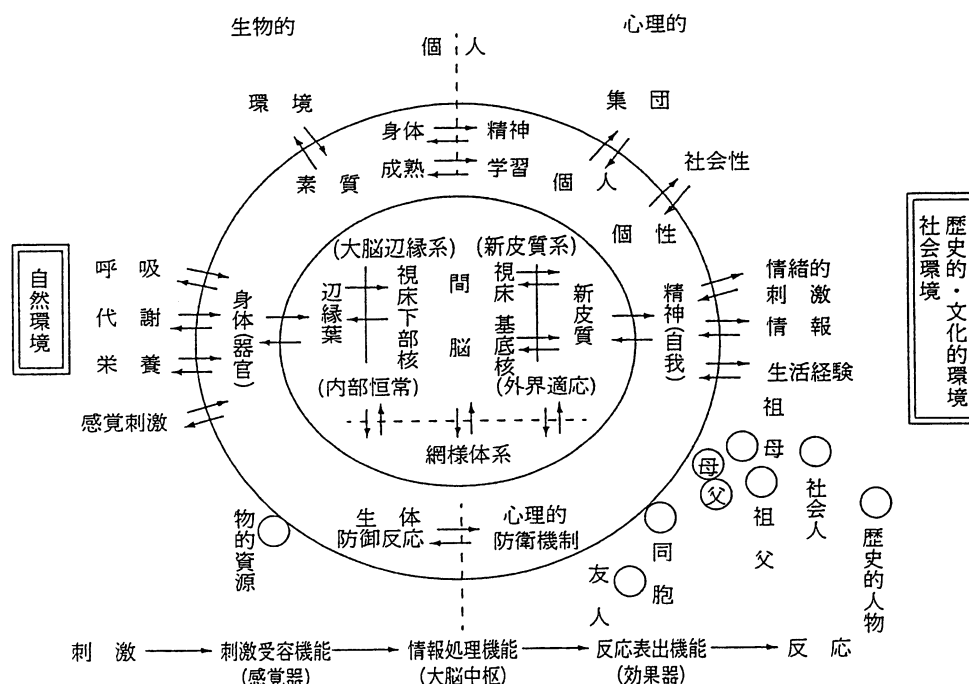 生物的
心理的
個人
環境
集団
身体
精神
成熟
学習
素質
個人
社会性
個性
自然環境
歴史的・文化的環境
社会環境
(大脳辺縁系)
(新皮質系)
呼吸
代謝
栄養
感覚刺激
身体(器官)
辺縁葉
視床下部核
間脳
視床
基底核
新皮質
精神(自我)
情緒的
刺激
情報
生活経験
(内部恒常)
(外界適応)
網様体系
祖母
母
父
祖父
社会人
歴史的人物
物的資源
生体
防御反応
心理的
防衛機制
同胞
友人
刺激
刺激受容機能
(感覚器)
情報処理機能
(大脳中枢)
反応表出機能
(効果器)
反応